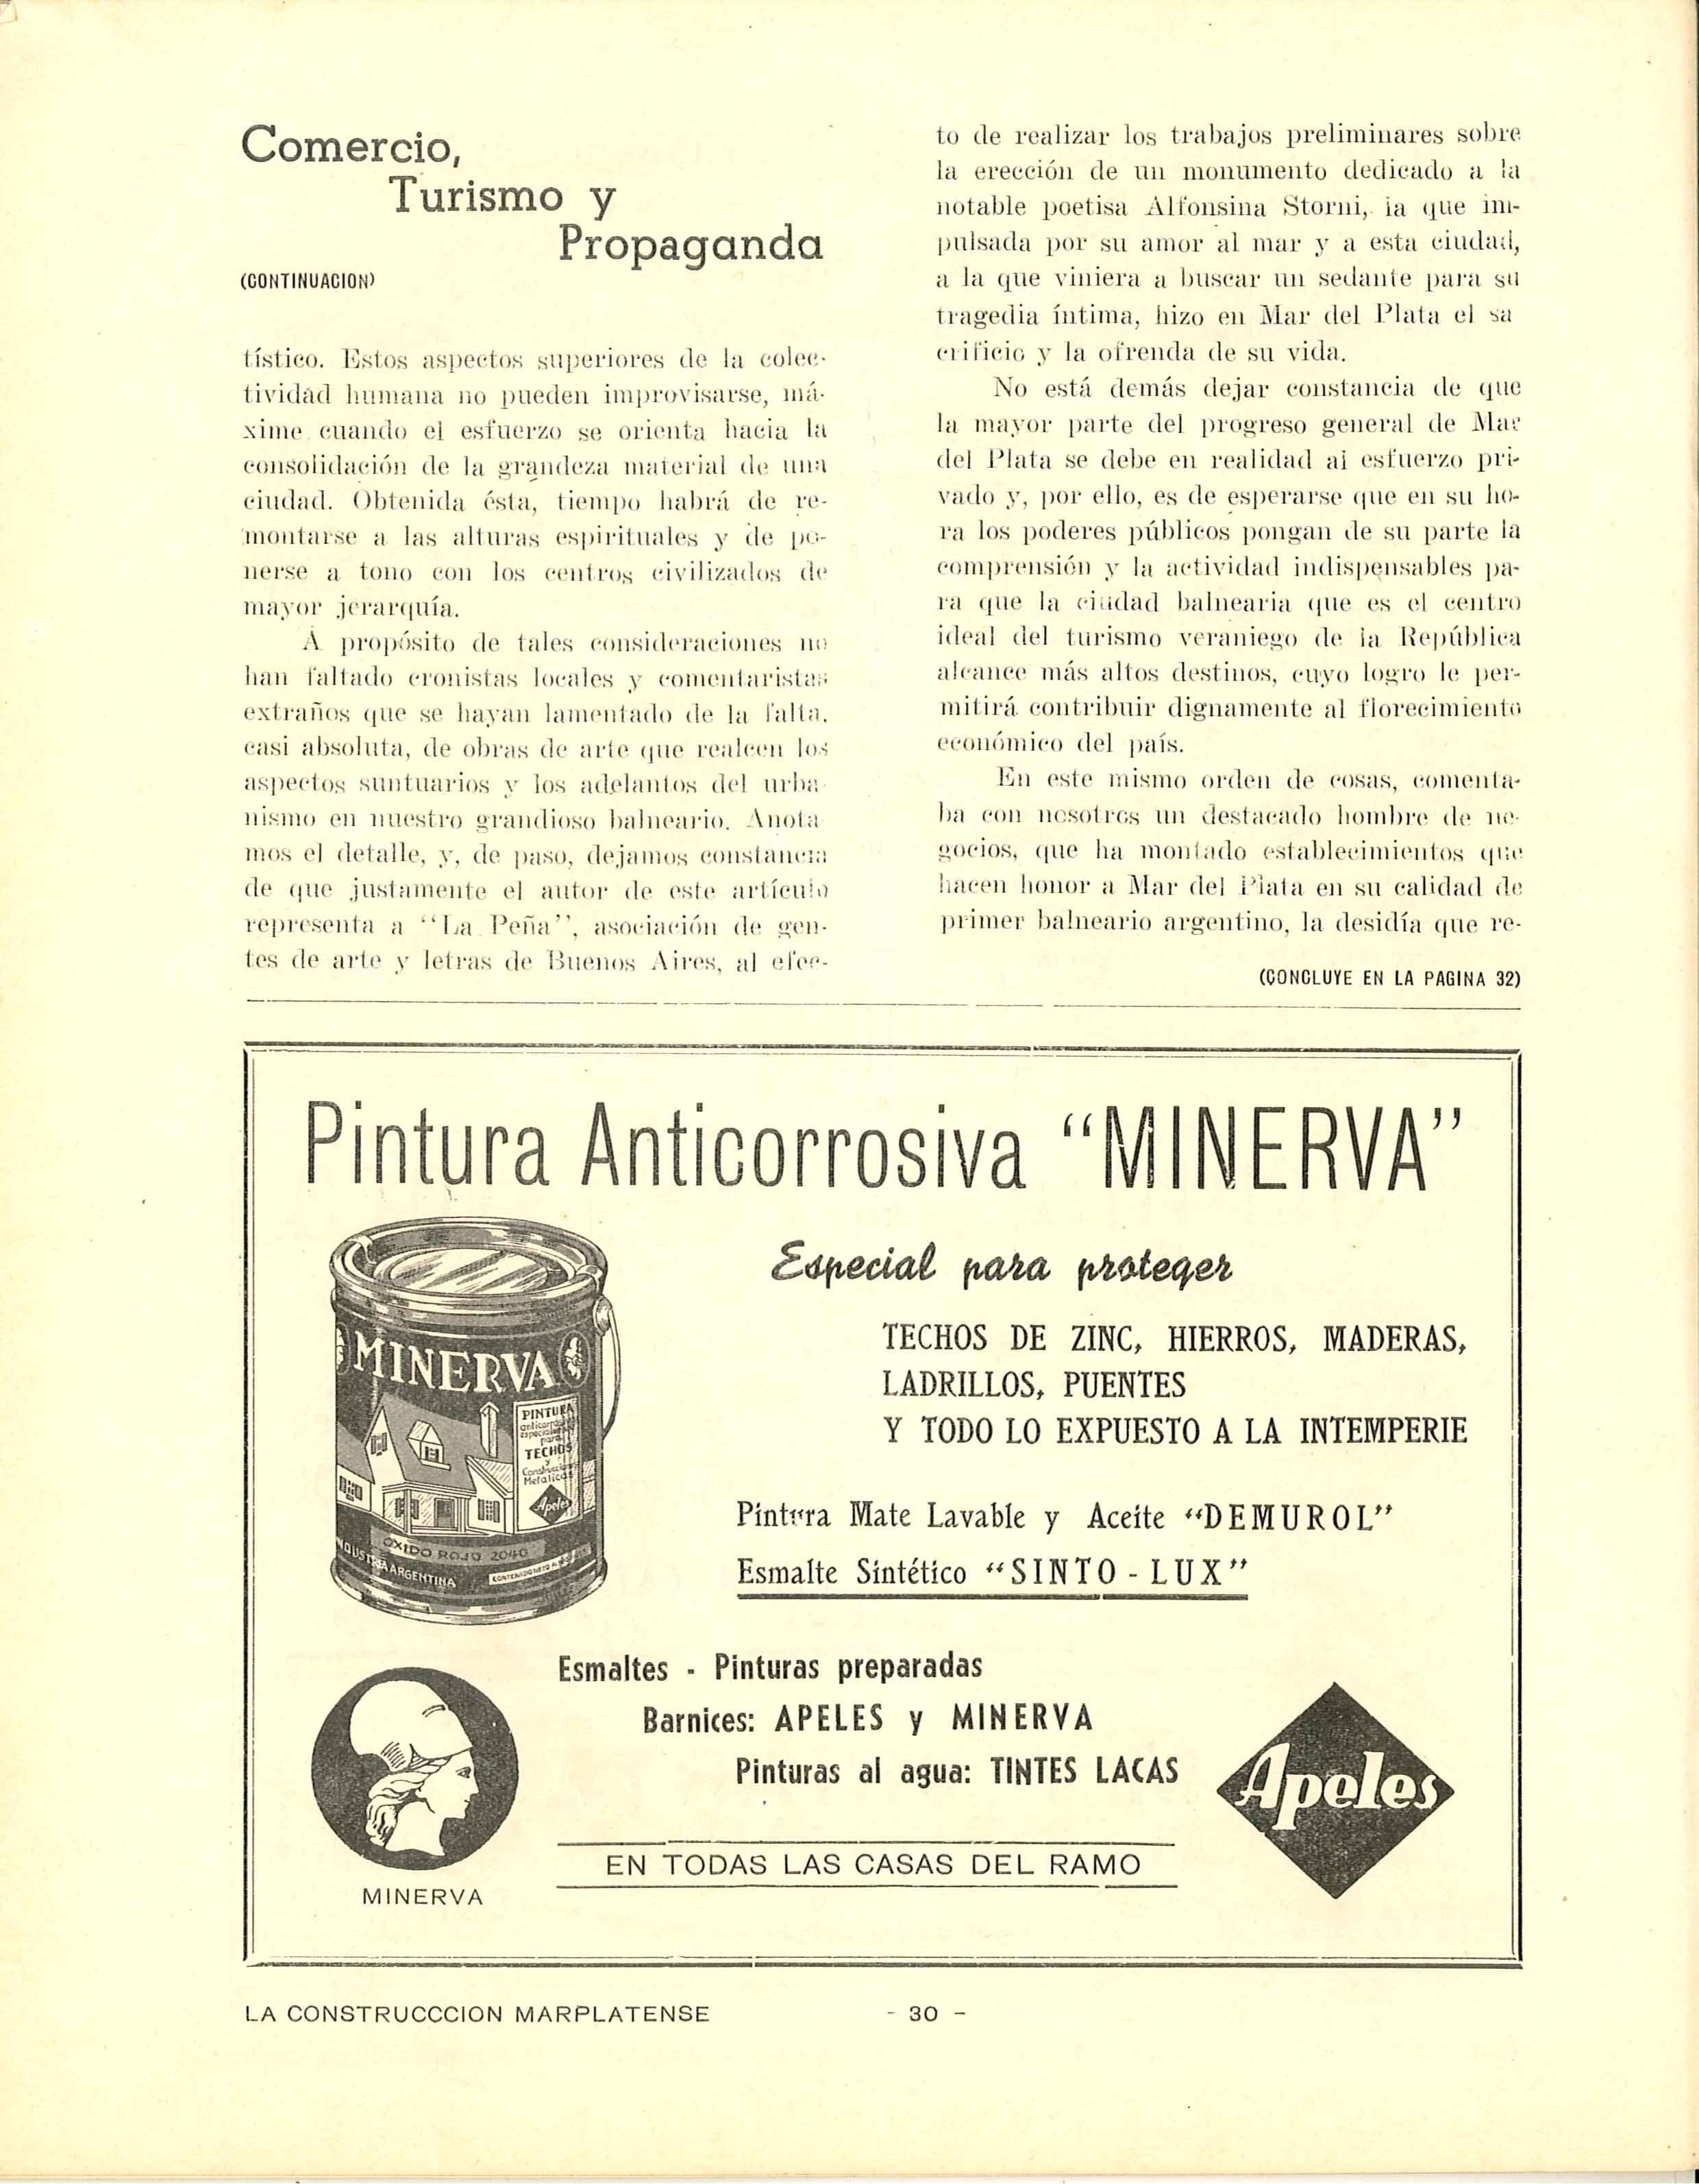 Comercio,
Turismo y
Propaganda
(CONTINUACION)
tístico. Estos aspectos superiores de la colec-
tividad humana no pueden improvisarse, má-
xime cuando el esfuerzo se orienta hacia la
consolidación de la grandeza material de una
ciudad. Obtenida ésta, tiempo habrá de re-
montarse a las alturas espirituales y de po-
nerse a tono con los centros civilizados de
mayor jerarquía.
A propósito de tales consideraciones no
han faltado cronistas locales y comentaristas
extraños que se hayan lamentado de la falta,
casi absoluta, de obras de arte que realcen los
aspectos suntuarios y los adelantos del urba-
nismo en nuestro grandioso balneario. Anota
mos el detalle, y, de paso, dejamos constancia
de que justamente el autor de este artículo
representa a "La Peña", asociación de gen-
tes de arte y letras de Buenos Aires, al efec-
to de realizar los trabajos preliminares sobre
la erección de un monumento dedicado a la
notable poetisa Alfonsina Storni, la que im-
pulsada por su amor al mar y a esta ciudad,
a la que viniera a buscar un sedante para su
tragedia íntima, hizo en Mar del Plata el sa
crificio y la ofrenda de su vida.
No está demás dejar constancia de que
la mayor parte del progreso general de Mar
del Plata se debe en realidad al esfuerzo pri-
vado y, por ello, es de esperarse que en su ho-
ra los poderes públicos pongan de su parte la
comprensión y la actividad indispensables pa-
ra que la ciudad balnearia que es el centro
ideal del turismo veraniego de la República
alcance más altos destinos, cuyo logro le per-
mitirá contribuir dignamente al florecimiento
económico del país.
En este mismo orden de cosas, comenta-
ba con nosotros un destacado hombre de ne-
gocios, que ha montado establecimientos que
hacen honor a Mar del Plata en su calidad de
primer balneario argentino, la desidía que re-
(CONCLUYE EN LA PAGINA 32)
Pintura Anticorrosiva "MINERVA"
Especial para proteger
TECHOS DE ZINC, HIERROS, MADERAS,
LADRILLOS, PUENTES
Y TODO LO EXPUESTO A LA INTEMPERIE
MINERVA
PINTURA
anticorrosiva
especial
para
TECHOS
y
Construcciones
Metálicas
Apeles
OXIDO ROJO 2040
INDUSTRIA ARGENTINA
Pintura Mate Lavable y Aceite "DEMUROL"
Esmalte Sintético "SINTO - LUX"
Esmaltes - Pinturas preparadas
Barnices: APELES y MINERVA
Pinturas al agua: TINTES LACAS
Apeles
EN TODAS LAS CASAS DEL RAMO
MINERVA
LA CONSTRUCCCION MARPLATENSE
- 30 -